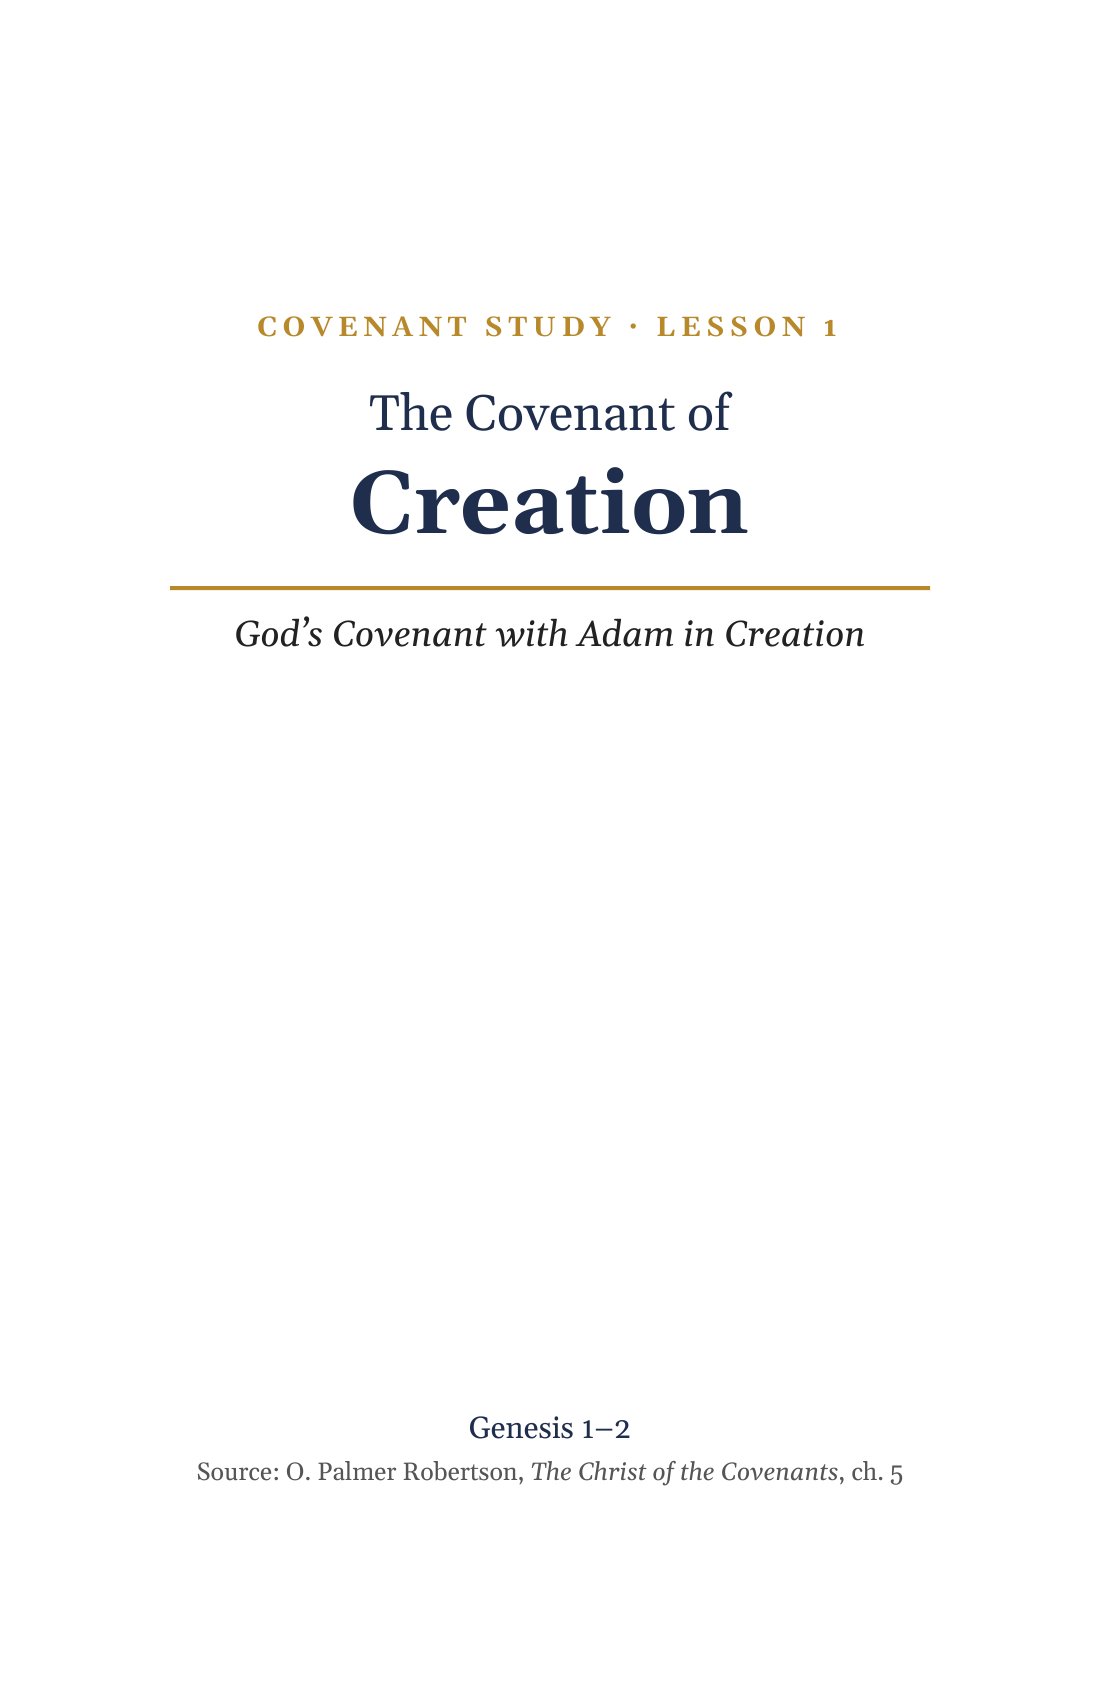 COVENANT STUDY · LESSON 1
The Covenant of
Creation
God’s Covenant with Adam in Creation
Genesis 1–2
Source: O. Palmer Robertson, The Christ of the Covenants, ch. 5